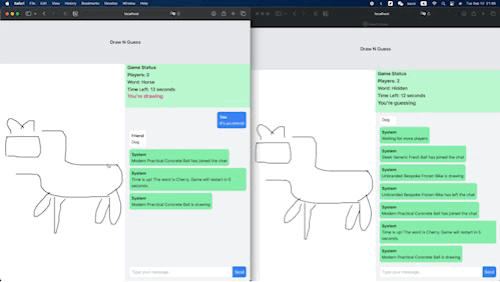 Safari File Edit View History Bookmarks Develop Window Help
Tue Sep 12 21:55
localhost
localhost
Draw N Guess
Draw N Guess
Game Status
Players: 2
Word: Horse
Time Left: 12 seconds
You're drawing
You
It's an animal
Friend
Dog
System
Modern Practical Concrete Ball has joined the chat
System
Time is up! The word is Cherry. Game will restart in 5
seconds.
System
Modern Practical Concrete Ball is drawing
Type your message...
Send
Game Status
Players: 2
Word: Hidden
Time Left: 12 seconds
You're guessing
Dog
System
Waiting for more players
System
Sleek Generic Fresh Ball has joined the chat
System
Unbranded Bespoke Frozen Bike is drawing
System
Unbranded Bespoke Frozen Bike has left the chat
System
Modern Practical Concrete Ball has joined the chat
System
Time is up! The word is Cherry. Game will restart in 5
seconds.
System
Modern Practical Concrete Ball is drawing
Type your message...
Send